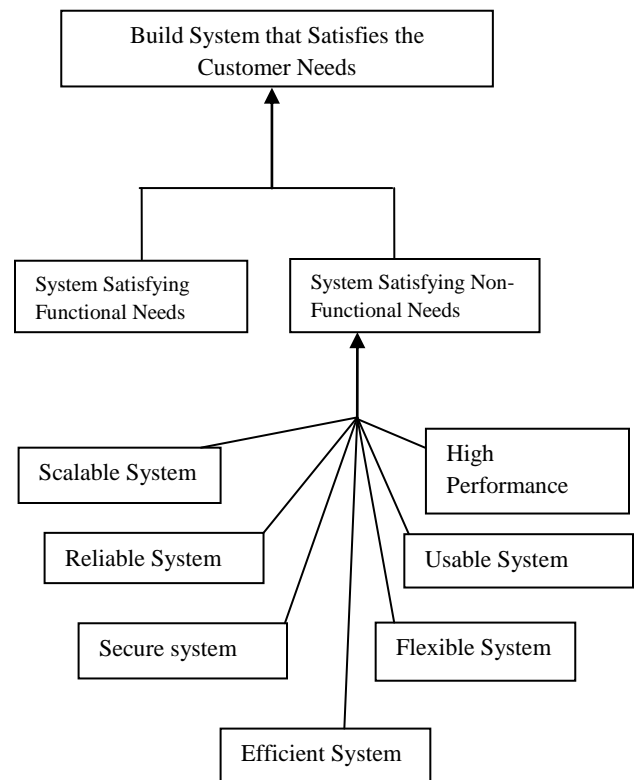 Build System that Satisfies the
Customer Needs
System Satisfying
Functional Needs
System Satisfying Non-
Functional Needs
Scalable System
High
Performance
Reliable System
Usable System
Secure system
Flexible System
Efficient System